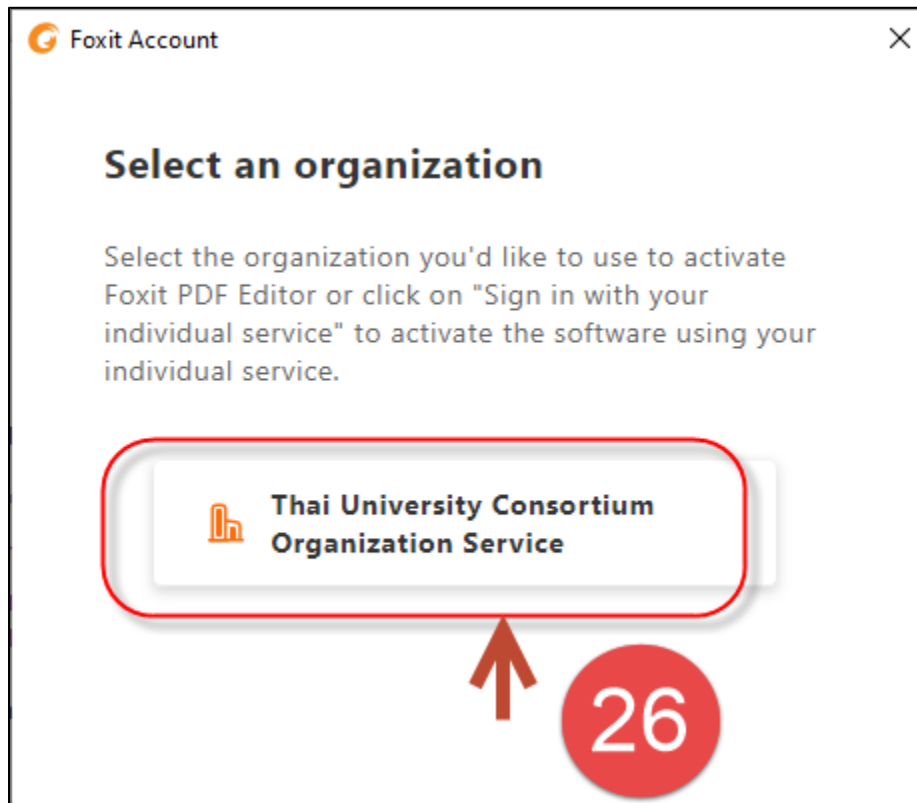 Foxit Account
Select an organization
Select the organization you'd like to use to activate
Foxit PDF Editor or click on "Sign in with your
individual service" to activate the software using your
individual service.
Thai University Consortium
Organization Service
26